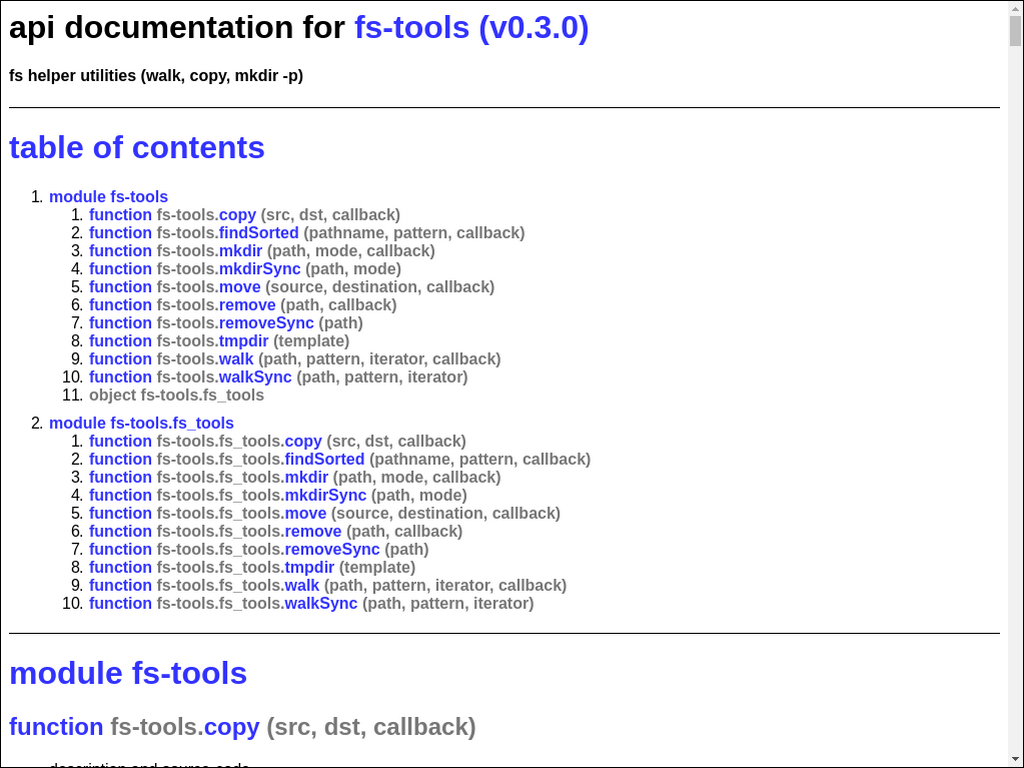 api documentation for fs-tools (v0.3.0)
fs helper utilities (walk, copy, mkdir -p)
table of contents
1. module fs-tools
1. function fs-tools.copy (src, dst, callback)
2. function fs-tools.findSorted (pathname, pattern, callback)
3. function fs-tools.mkdir (path, mode, callback)
4. function fs-tools.mkdirSync (path, mode)
5. function fs-tools.move (source, destination, callback)
6. function fs-tools.remove (path, callback)
7. function fs-tools.removeSync (path)
8. function fs-tools.tmpdir (template)
9. function fs-tools.walk (path, pattern, iterator, callback)
10. function fs-tools.walkSync (path, pattern, iterator)
11. object fs-tools.fs_tools
2. module fs-tools.fs_tools
1. function fs-tools.fs_tools.copy (src, dst, callback)
2. function fs-tools.fs_tools.findSorted (pathname, pattern, callback)
3. function fs-tools.fs_tools.mkdir (path, mode, callback)
4. function fs-tools.fs_tools.mkdirSync (path, mode)
5. function fs-tools.fs_tools.move (source, destination, callback)
6. function fs-tools.fs_tools.remove (path, callback)
7. function fs-tools.fs_tools.removeSync (path)
8. function fs-tools.fs_tools.tmpdir (template)
9. function fs-tools.fs_tools.walk (path, pattern, iterator, callback)
10. function fs-tools.fs_tools.walkSync (path, pattern, iterator)
module fs-tools
function fs-tools.copy (src, dst, callback)
description and source-code